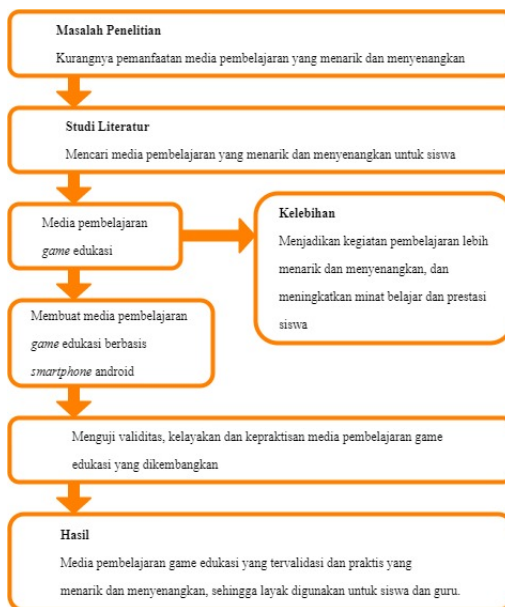 Masalah Penelitian
Kurangnya pemanfaatan media pembelajaran yang menarik dan menyenangkan
Studi Literatur
Mencari media pembelajaran yang menarik dan menyenangkan untuk siswa
Media pembelajaran
game edukasi
Kelebihan
Menjadikan kegiatan pembelajaran lebih
menarik dan menyenangkan, dan
meningkatkan minat belajar dan prestasi
siswa
Membuat media pembelajaran
game edukasi berbasis
smartphone android
Menguji validitas, kelayakan dan kepraktisan media pembelajaran game
edukasi yang dikembangkan
Hasil
Media pembelajaran game edukasi yang tervalidasi dan praktis yang
menarik dan menyenangkan, sehingga layak digunakan untuk siswa dan guru.